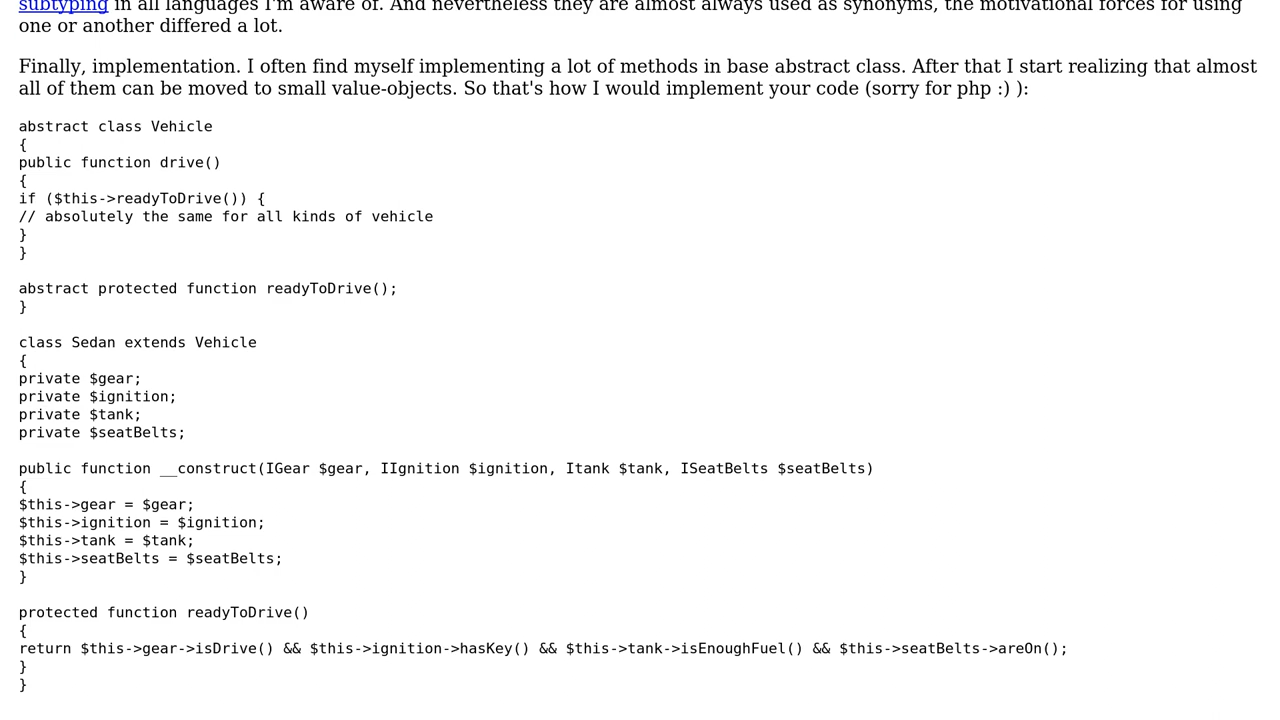 subtyping in all languages I'm aware of. And nevertheless they are almost always used as synonyms, the motivational forces for using
one or another differed a lot.
Finally, implementation. I often find myself implementing a lot of methods in base abstract class. After that I start realizing that almost
all of them can be moved to small value-objects. So that's how I would implement your code (sorry for php :) ):
abstract class Vehicle
{
public function drive()
{
if ($this->readyToDrive()) {
// absolutely the same for all kinds of vehicle
}
}
abstract protected function readyToDrive();
}
class Sedan extends Vehicle
{
private $gear;
private $ignition;
private $tank;
private $seatBelts;
public function __construct(IGear $gear, IIgnition $ignition, Itank $tank, ISeatBelts $seatBelts)
{
$this->gear = $gear;
$this->ignition = $ignition;
$this->tank = $tank;
$this->seatBelts = $seatBelts;
}
protected function readyToDrive()
{
return $this->gear->isDrive() && $this->ignition->hasKey() && $this->tank->isEnoughFuel() && $this->seatBelts->areOn();
}
}